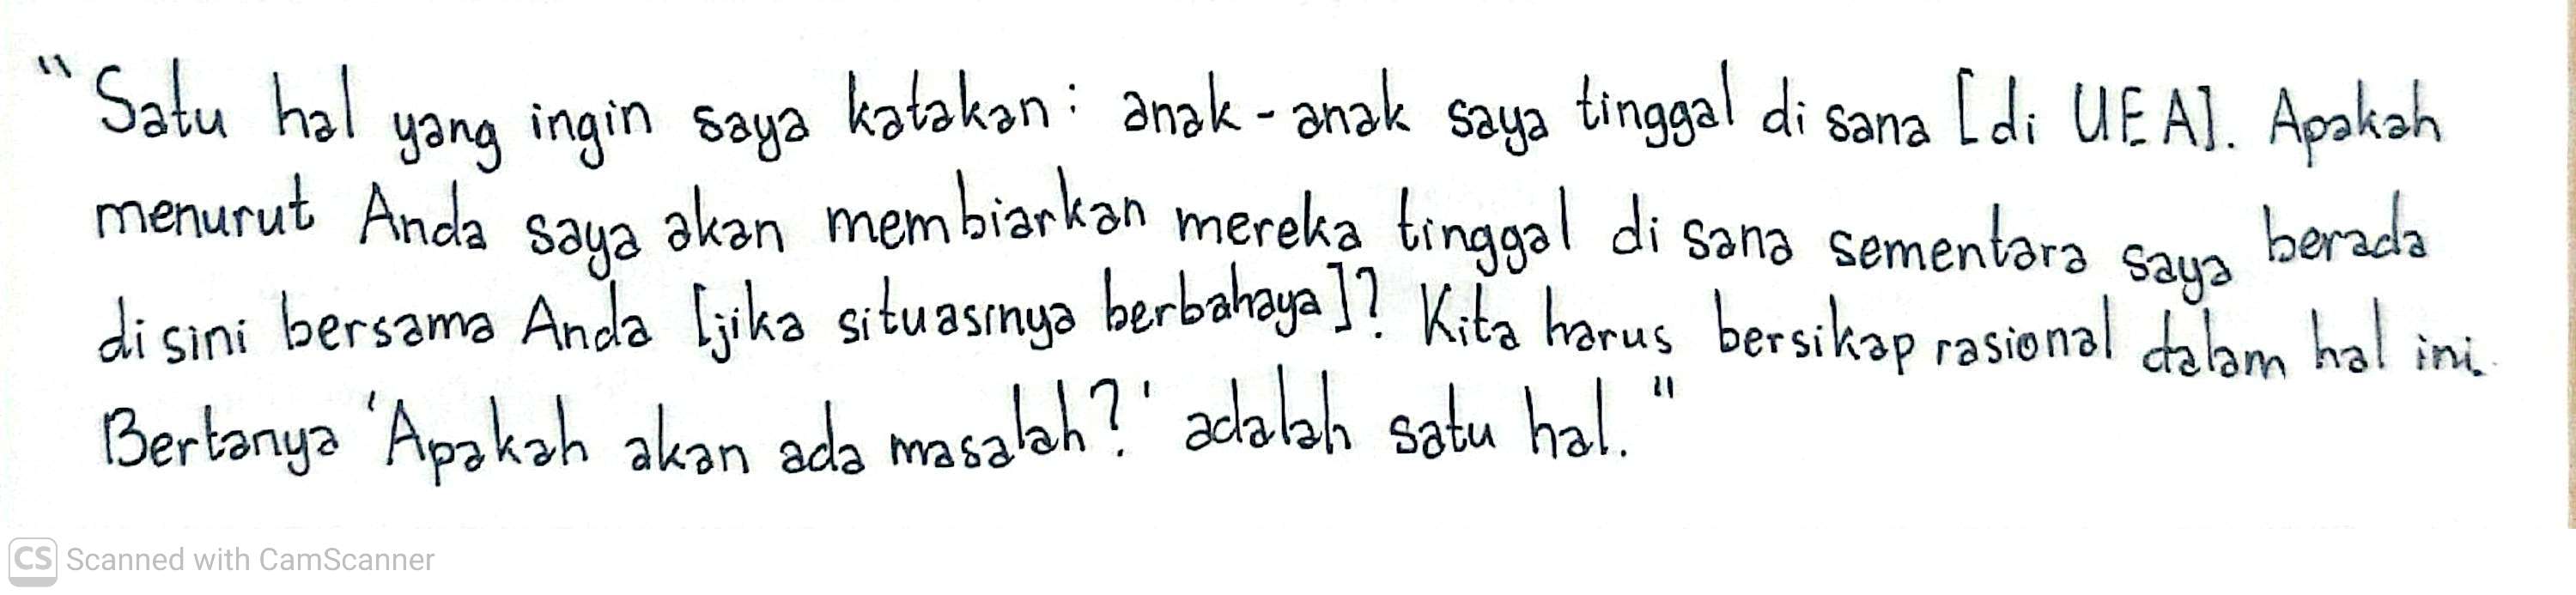 "Satu hal yang ingin saya katakan: anak-anak saya tinggal di sana [di UEA]. Apakah
menurut Anda saya akan membiarkan mereka tinggal di sana sementara saya berada
di sini bersama Anda [jika situasinya berbahaya]? Kita harus bersikap rasional dalam hal ini.
Bertanya 'Apakah akan ada masalah?' adalah satu hal."
CS Scanned with CamScanner